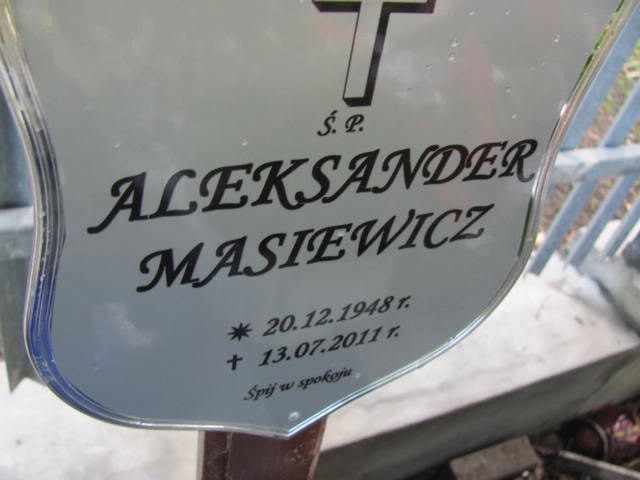 Ś. P.
ALEKSANDER
MASIEWICZ
✴ 20.12.1948 r.
✝ 13.07.2011 r.
Śpij w spokoju